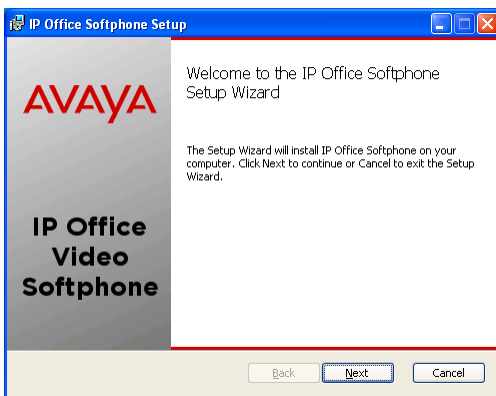 IP Office Softphone Setup
AVAYA
IP Office
Video
Softphone
Welcome to the IP Office Softphone
Setup Wizard
The Setup Wizard will install IP Office Softphone on your
computer. Click Next to continue or Cancel to exit the Setup
Wizard.
Back
Next
Cancel